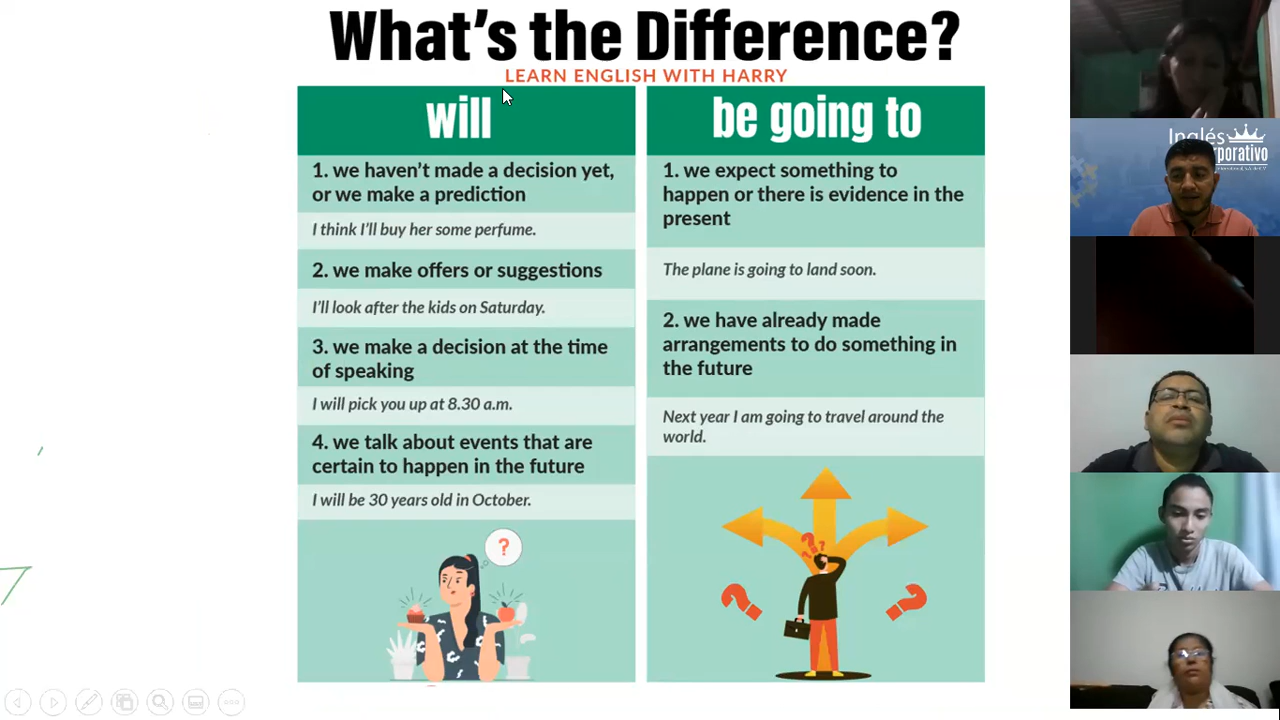 What's the Difference?
LEARN ENGLISH WITH HARRY
will
1. we haven't made a decision yet,
or we make a prediction
I think I'll buy her some perfume.
2. we make offers or suggestions
I'll look after the kids on Saturday.
3. we make a decision at the time
of speaking
I will pick you up at 8.30 a.m.
4. we talk about events that are
certain to happen in the future
I will be 30 years old in October.
?
be going to
1. we expect something to
happen or there is evidence in the
present
The plane is going to land soon.
2. we have already made
arrangements to do something in
the future
Next year I am going to travel around the
world.
? ?
? ?
Inglés